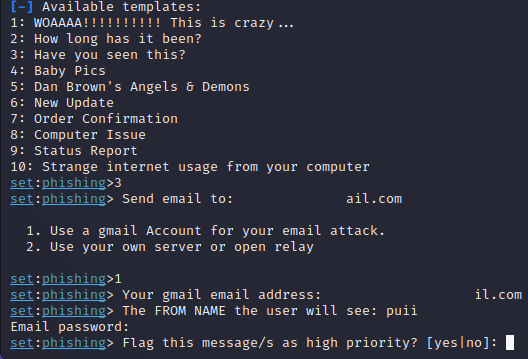 [-] Available templates:
1: WOAAAA!!!!!!!!!! This is crazy...
2: How long has it been?
3: Have you seen this?
4: Baby Pics
5: Dan Brown's Angels & Demons
6: New Update
7: Order Confirmation
8: Computer Issue
9: Status Report
10: Strange internet usage from your computer
set:phishing>3
set:phishing> Send email to: ail.com
1. Use a gmail Account for your email attack.
2. Use your own server or open relay
set:phishing>1
set:phishing> Your gmail email address: il.com
set:phishing> The FROM NAME the user will see: puii
Email password:
set:phishing> Flag this message/s as high priority? [yes|no]: